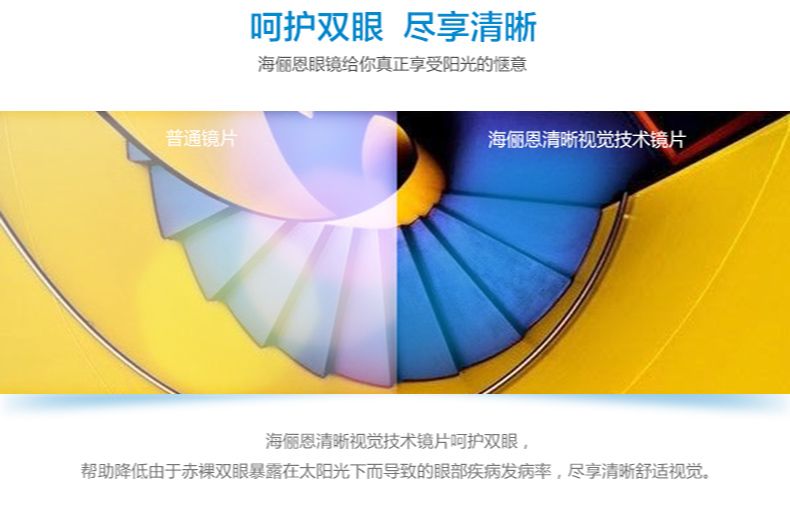 呵护双眼 尽享清晰
海俪恩眼镜给你真正享受阳光的惬意
普通镜片
海俪恩清晰视觉技术镜片
海俪恩清晰视觉技术镜片呵护双眼，
帮助降低由于赤裸双眼暴露在太阳光下而导致的眼部疾病发病率，尽享清晰舒适视觉。